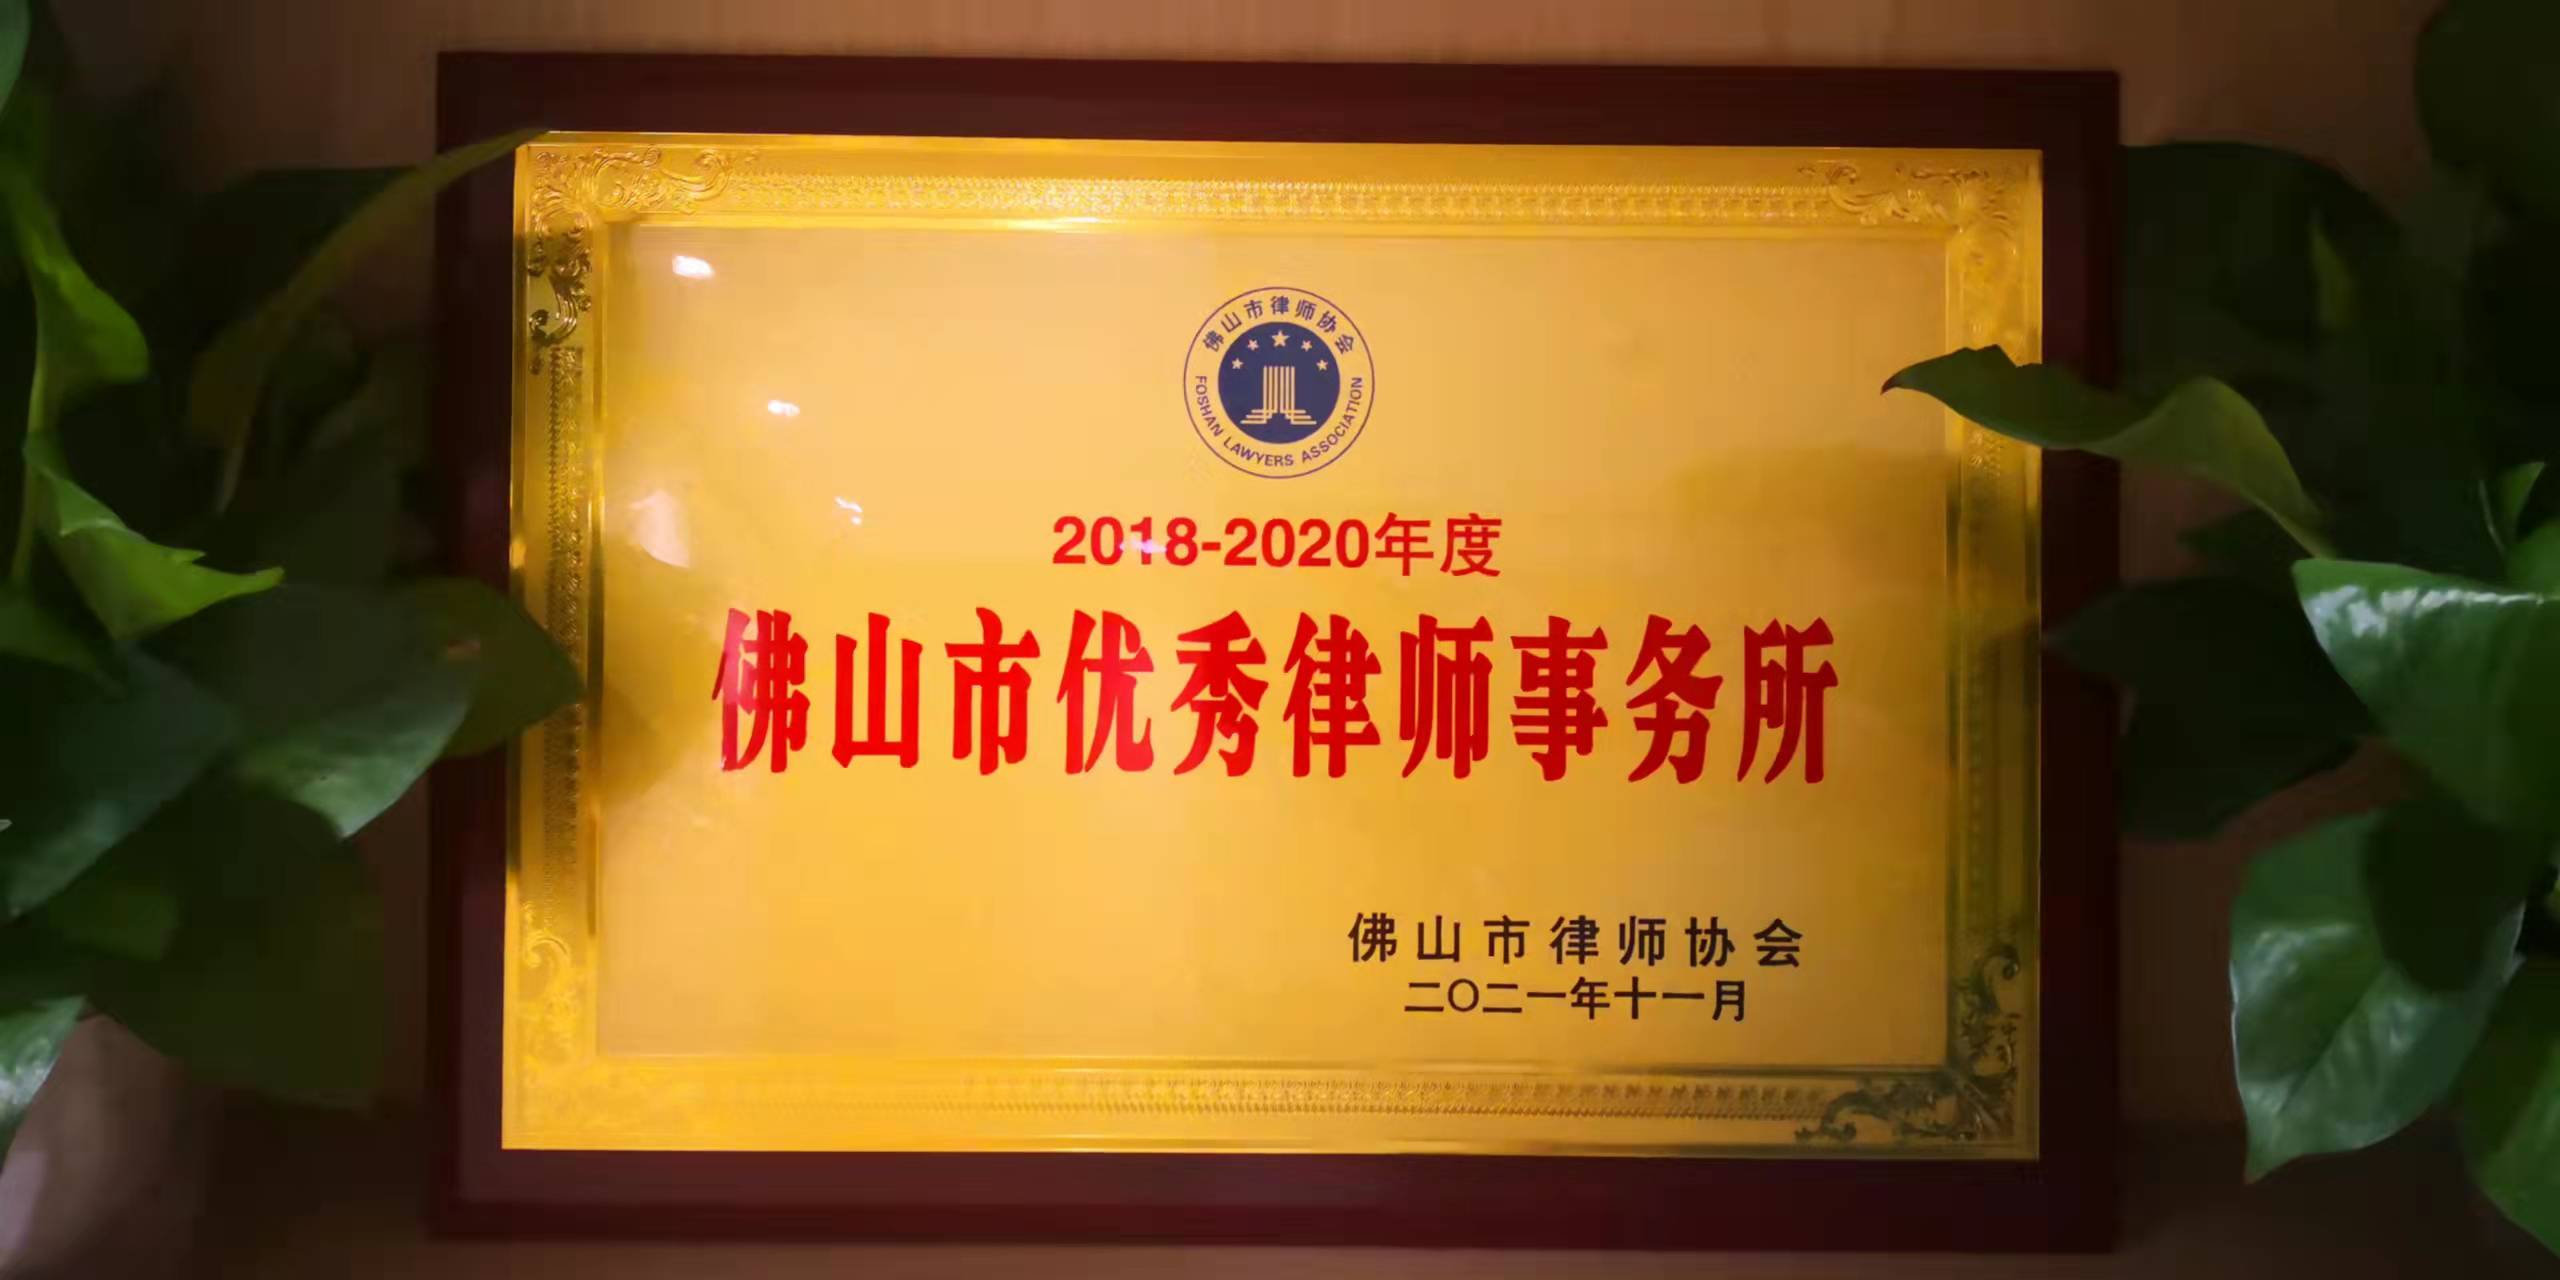 佛山市律师协会
FOSHAN LAWYERS ASSOCIATION
2018-2020年度
佛山市优秀律师事务所
佛山市律师协会
二〇二一年十一月